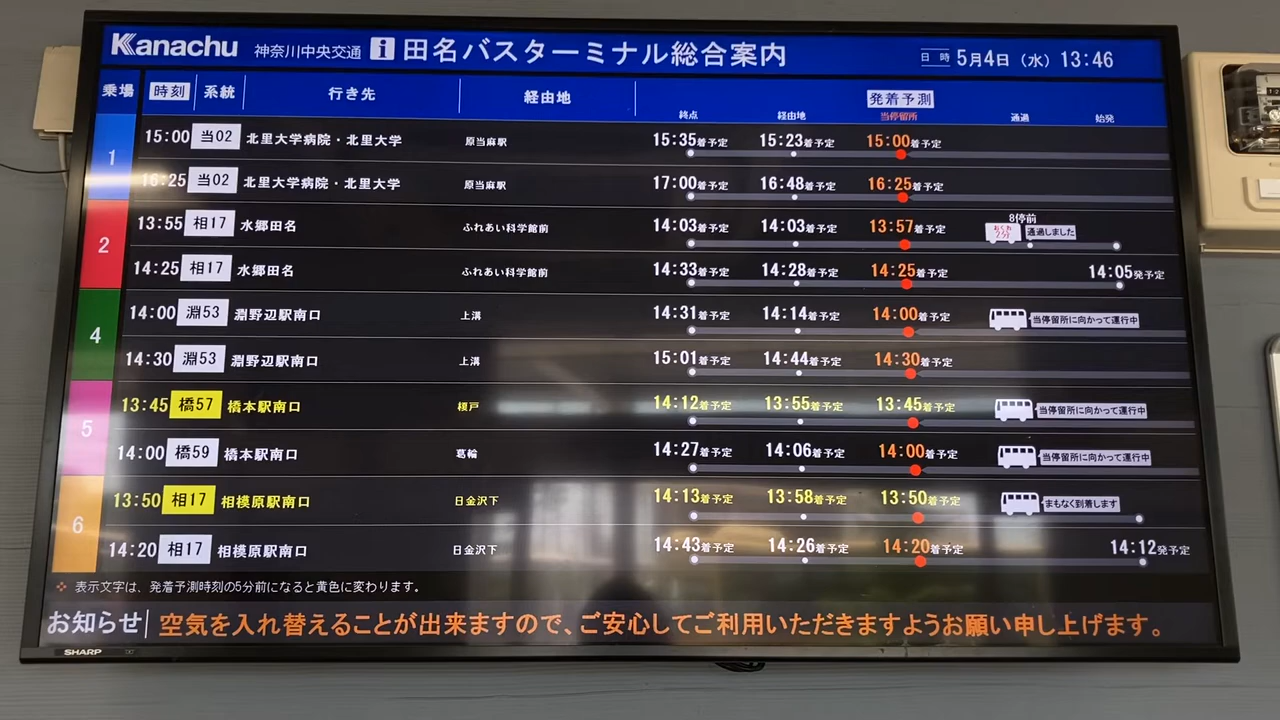 Kanachu 神奈川中央交通 i 田名バスターミナル総合案内 日時 5月4日（水）13:46
乗場 時刻 系統 行き先 経由地 発着予測
終点 経由地 当停留所 通過 始発
1
15:00 当02 北里大学病院・北里大学 原当麻駅 15:35着予定 15:23着予定 15:00着予定
16:25 当02 北里大学病院・北里大学 原当麻駅 17:00着予定 16:48着予定 16:25着予定
2
13:55 相17 水郷田名 ふれあい科学館前 14:03着予定 14:03着予定 13:57着予定 8停前 おくれ2分 通過しました
14:25 相17 水郷田名 ふれあい科学館前 14:33着予定 14:28着予定 14:25着予定 14:05発予定
4
14:00 淵53 淵野辺駅南口 上溝 14:31着予定 14:14着予定 14:00着予定 当停留所に向かって運行中
14:30 淵53 淵野辺駅南口 上溝 15:01着予定 14:44着予定 14:30着予定
5
13:45 橋57 橋本駅南口 榎戸 14:12着予定 13:55着予定 13:45着予定 当停留所に向かって運行中
14:00 橋59 橋本駅南口 葛輪 14:27着予定 14:06着予定 14:00着予定 当停留所に向かって運行中
6
13:50 相17 相模原駅南口 日金沢下 14:13着予定 13:58着予定 13:50着予定 まもなく到着します
14:20 相17 相模原駅南口 日金沢下 14:43着予定 14:26着予定 14:20着予定 14:12発予定
❖ 表示文字は、発着予測時刻の5分前になると黄色に変わります。
お知らせ 空気を入れ替えることが出来ますので、ご安心してご利用いただきますようお願い申し上げます。
SHARP